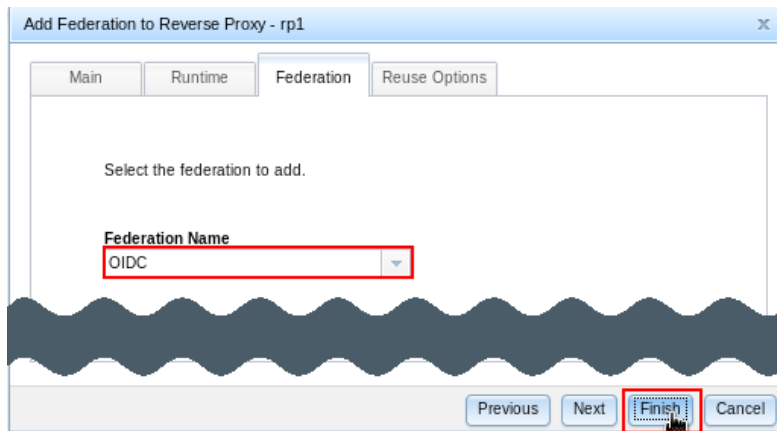 Add Federation to Reverse Proxy - rp1
x
Main Runtime Federation Reuse Options
Select the federation to add.
Federation Name
OIDC
Previous Next Finish Cancel